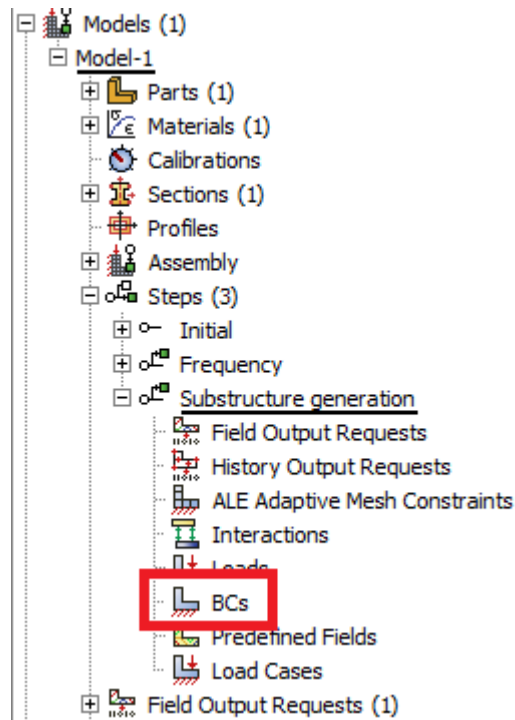 Models (1)
Model-1
Parts (1)
Materials (1)
Calibrations
Sections (1)
Profiles
Assembly
Steps (3)
Initial
Frequency
Substructure generation
Field Output Requests
History Output Requests
ALE Adaptive Mesh Constraints
Interactions
Loads
BCs
Predefined Fields
Load Cases
Field Output Requests (1)